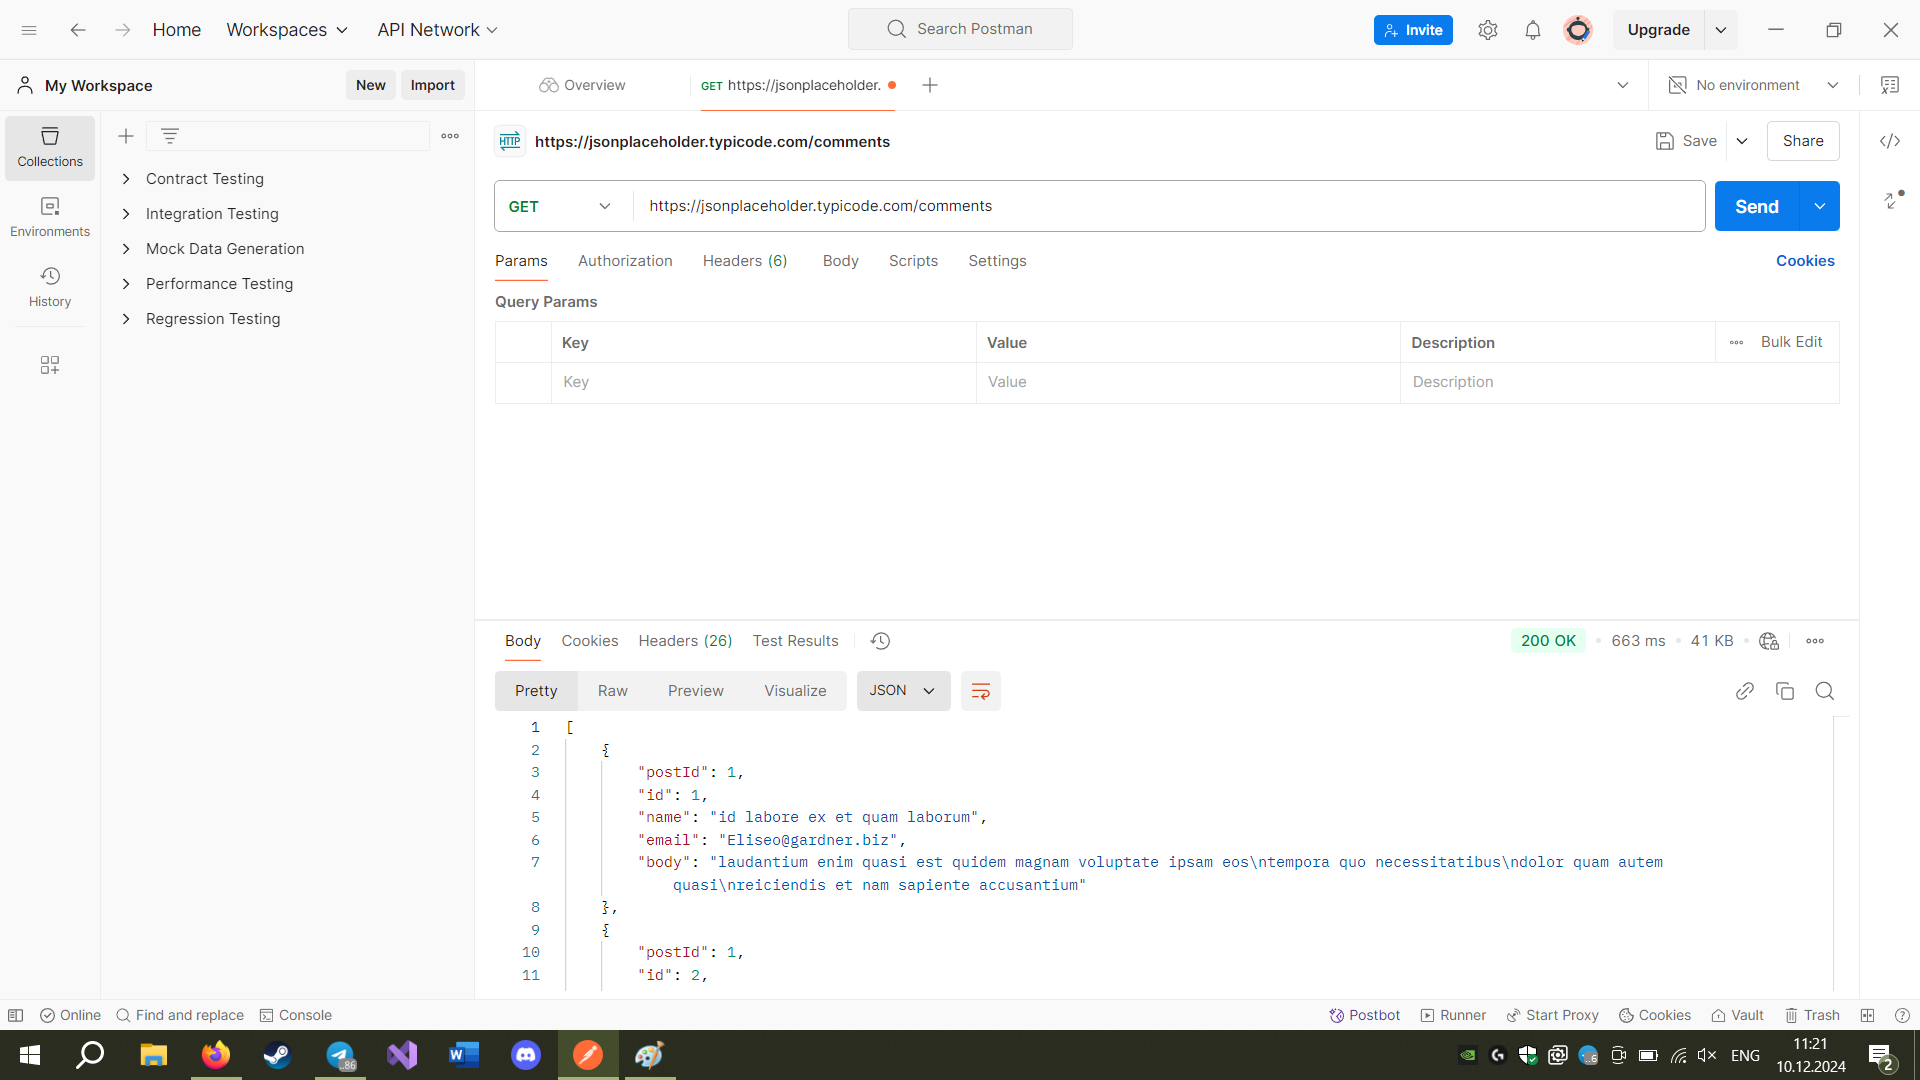 Home Workspaces API Network Search Postman Invite Upgrade
My Workspace New Import Overview GET https://jsonplaceholder. No environment
Collections
Environments
History
Contract Testing
Integration Testing
Mock Data Generation
Performance Testing
Regression Testing
HTTP https://jsonplaceholder.typicode.com/comments Save Share
GET https://jsonplaceholder.typicode.com/comments Send
Params Authorization Headers (6) Body Scripts Settings Cookies
Query Params
Key Value Description Bulk Edit
Key Value Description
Body Cookies Headers (26) Test Results 200 OK 663 ms 41 KB
Pretty Raw Preview Visualize JSON
1 [
2 {
3 "postId": 1,
4 "id": 1,
5 "name": "id labore ex et quam laborum",
6 "email": "Eliseo@gardner.biz",
7 "body": "laudantium enim quasi est quidem magnam voluptate ipsam eos\ntempora quo necessitatibus\ndolor quam autem
quasi\nreiciendis et nam sapiente accusantium"
8 },
9 {
10 "postId": 1,
11 "id": 2,
Online Find and replace Console Postbot Runner Start Proxy Cookies Vault Trash
..86 W ..6 ENG 11:21
10.12.2024 2